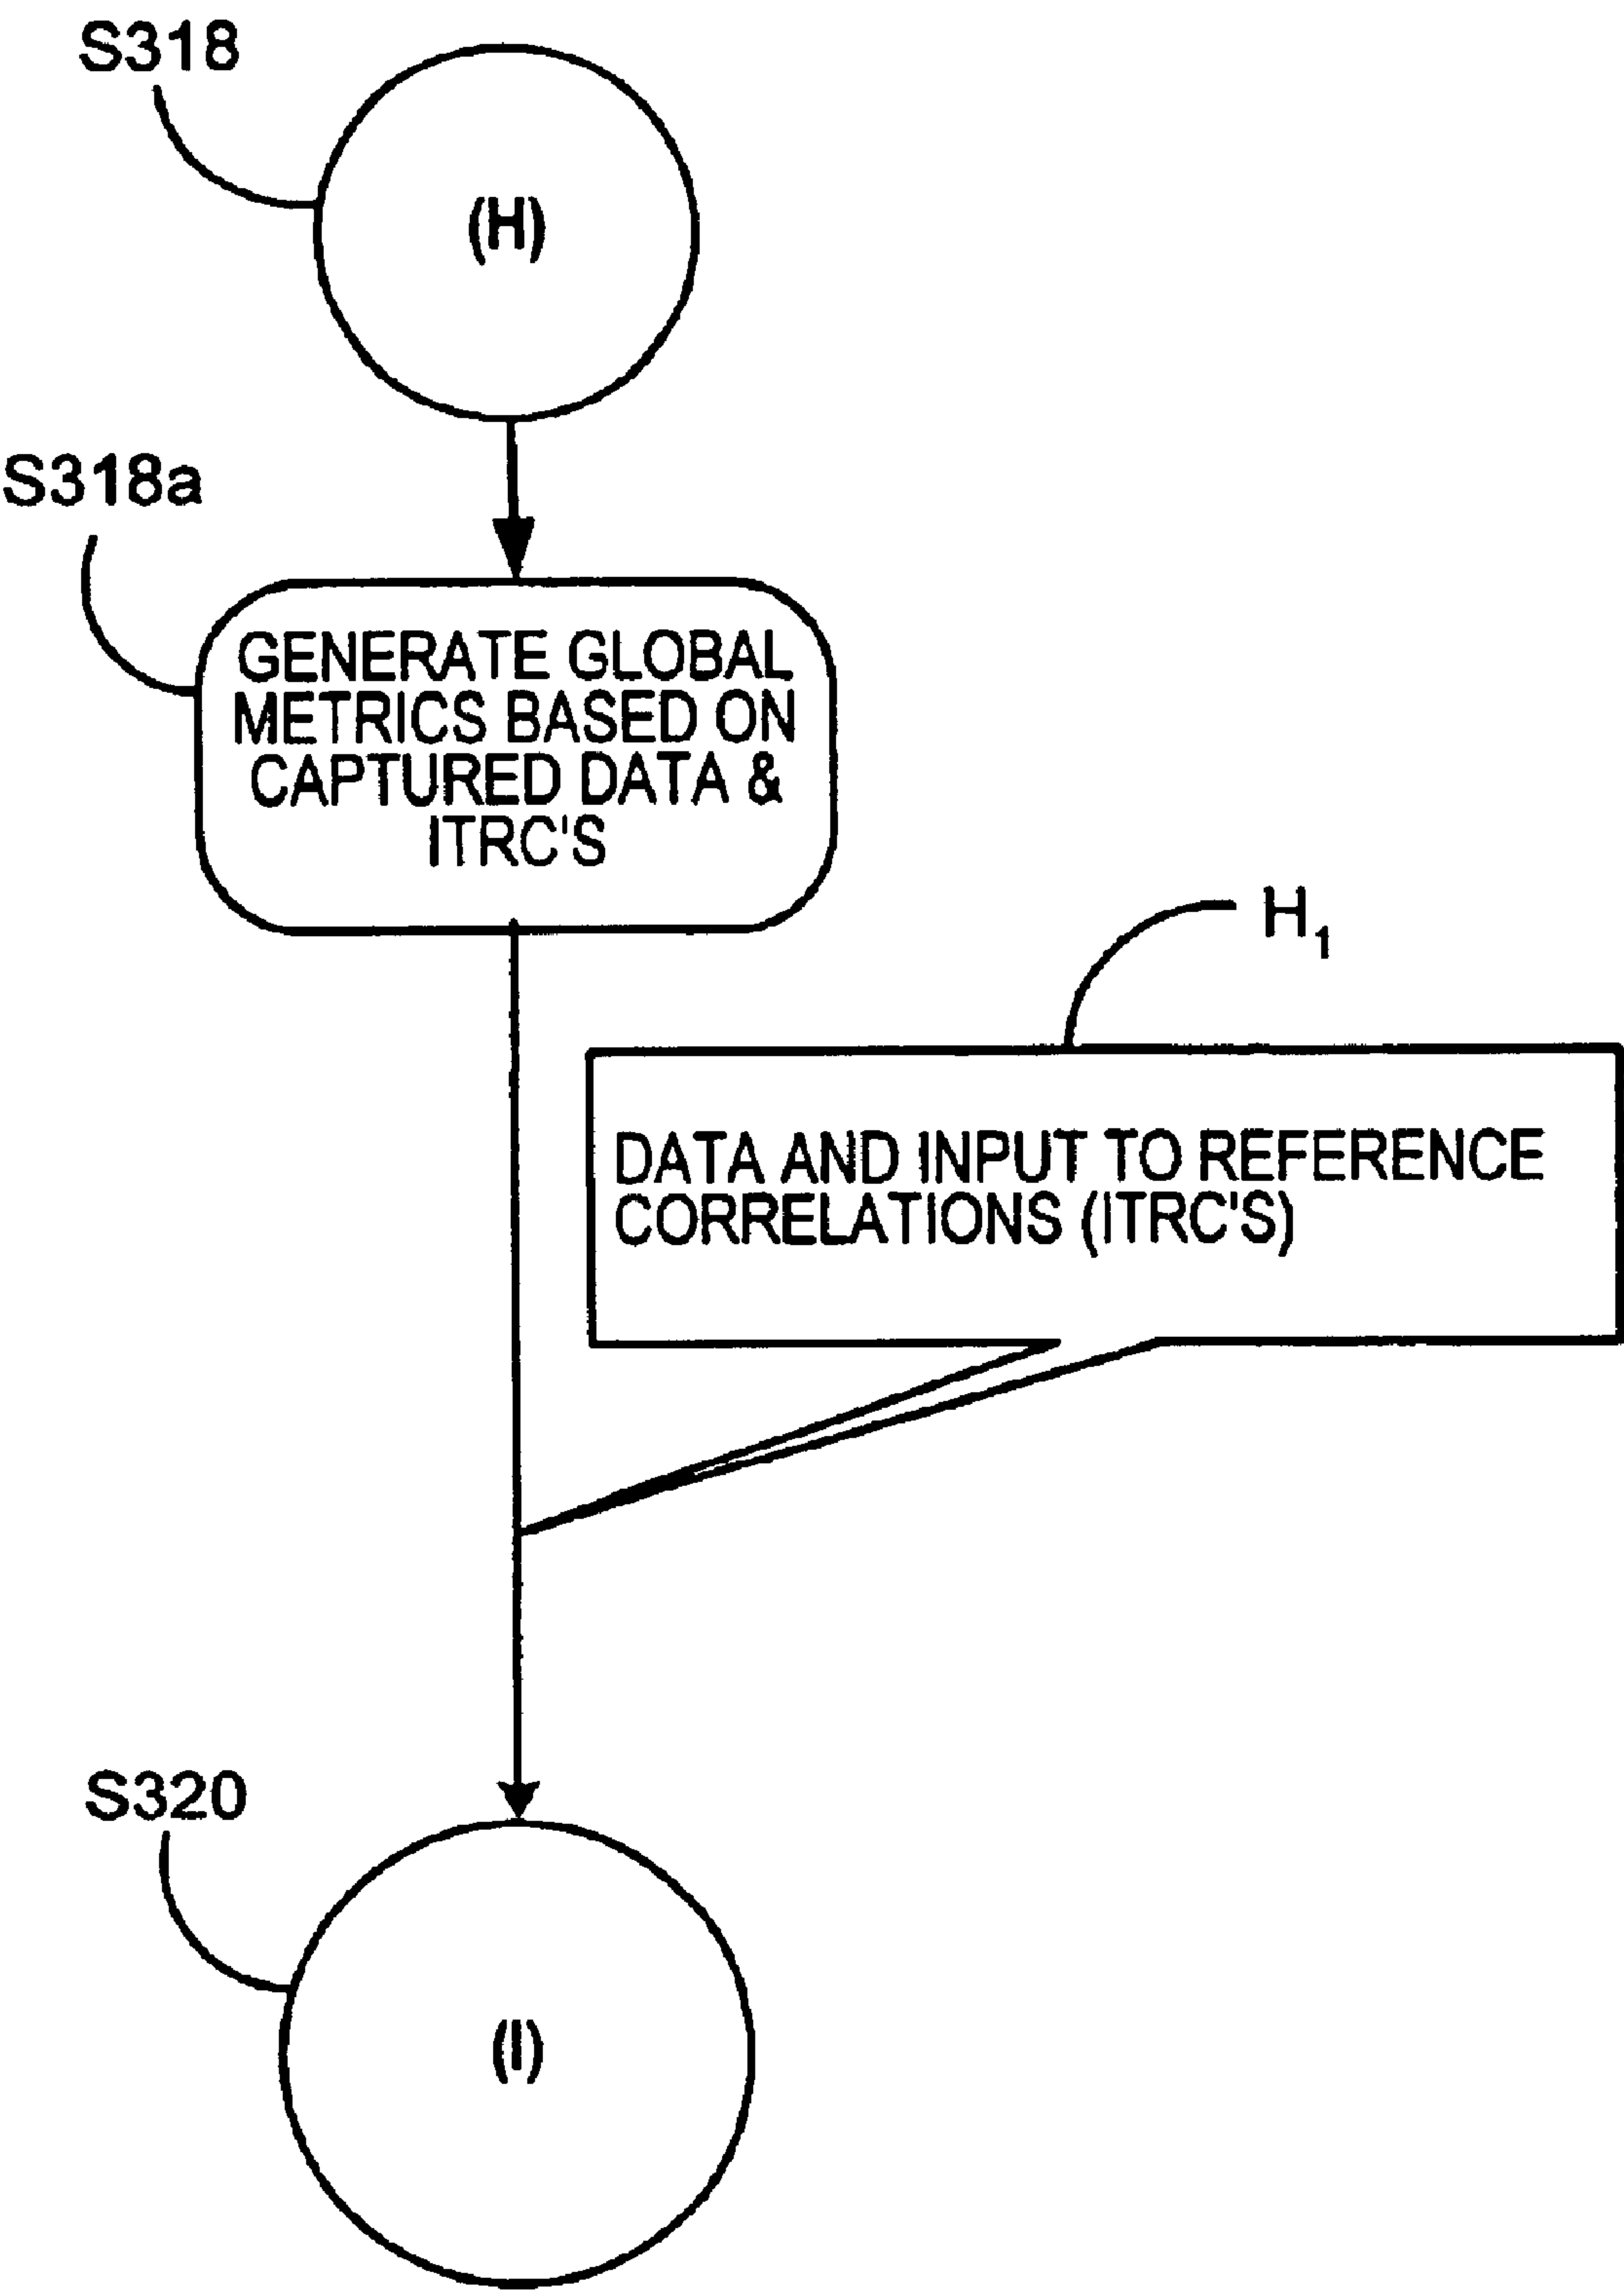 S318
(H)
S318a
GENERATE GLOBAL
METRICS BASED ON
CAPTURED DATA &
ITRC'S
H₁
DATA AND INPUT TO REFERENCE
CORRELATIONS (ITRC'S)
S320
(I)